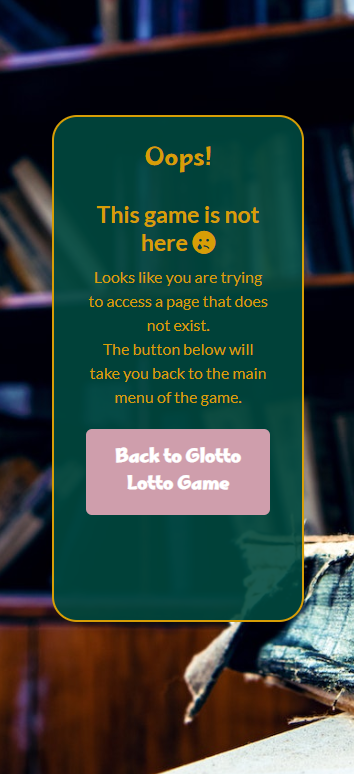 Oops!
This game is not
here
Looks like you are trying
to access a page that does
not exist.
The button below will
take you back to the main
menu of the game.
Back to Glotto
Lotto Game